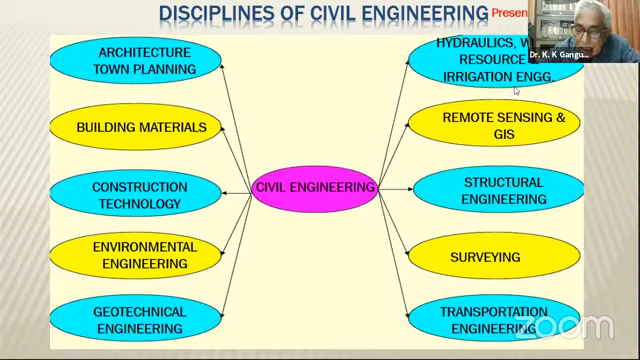 DISCIPLINES OF CIVIL ENGINEERING
Presen
ARCHITECTURE
TOWN PLANNING
BUILDING MATERIALS
CONSTRUCTION
TECHNOLOGY
ENVIRONMENTAL
ENGINEERING
GEOTECHNICAL
ENGINEERING
CIVIL ENGINEERING
HYDRAULICS, W
RESOURCE
IRRIGATION ENGG.
REMOTE SENSING &
GIS
STRUCTURAL
ENGINEERING
SURVEYING
TRANSPORTATION
ENGINEERING
Dr. K. K Gangu...
zoom